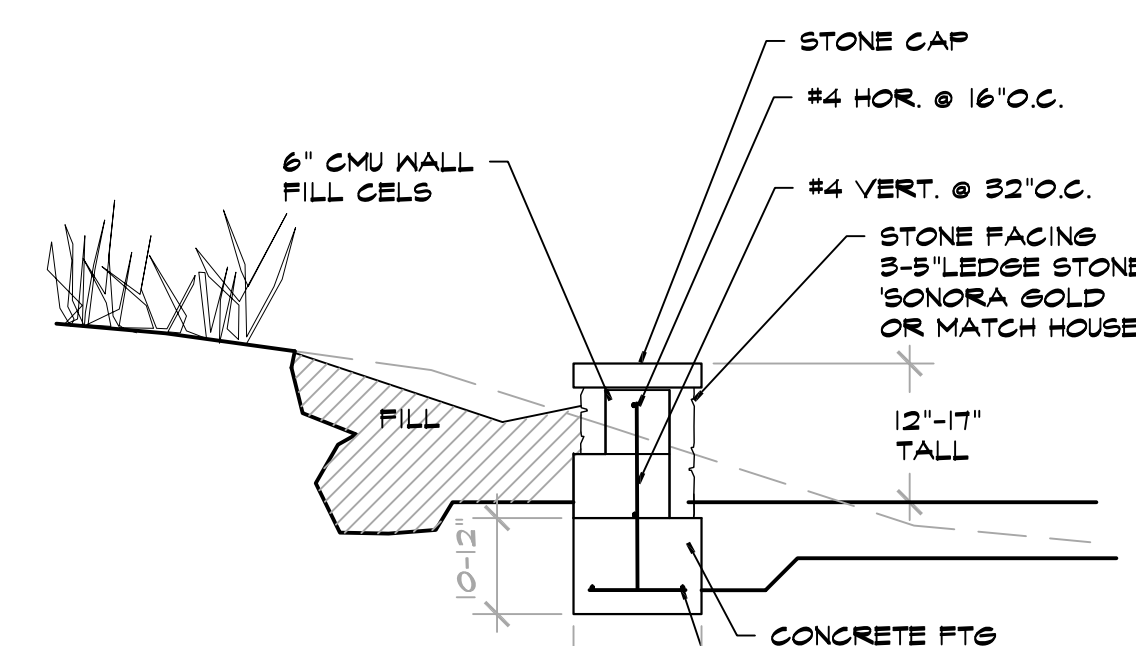 STONE CAP
#4 HOR. @ 16"O.C.
6" CMU WALL
FILL CELS
#4 VERT. @ 32"O.C.
STONE FACING
3-5"LEDGE STONE
'SONORA GOLD
OR MATCH HOUSE
FILL
12"-17"
TALL
10-12"
CONCRETE FTG